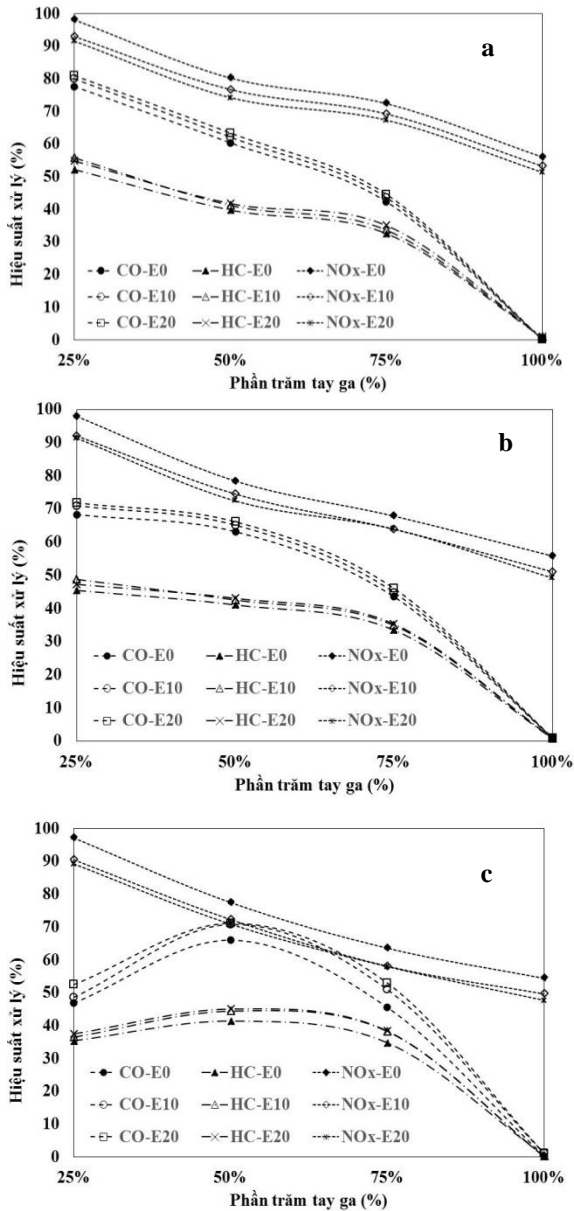 a
Hiệu suất xử lý (%)
100
90
80
70
60
50
40
30
20
10
0
CO-E0 HC-E0 NOx-E0
CO-E10 HC-E10 NOx-E10
CO-E20 HC-E20 NOx-E20
25% 50% 75% 100%
Phần trăm tay ga (%)
b
Hiệu suất xử lý (%)
100
90
80
70
60
50
40
30
20
10
0
CO-E0 HC-E0 NOx-E0
CO-E10 HC-E10 NOx-E10
CO-E20 HC-E20 NOx-E20
25% 50% 75% 100%
Phần trăm tay ga (%)
c
Hiệu suất xử lý (%)
100
90
80
70
60
50
40
30
20
10
0
CO-E0 HC-E0 NOx-E0
CO-E10 HC-E10 NOx-E10
CO-E20 HC-E20 NOx-E20
25% 50% 75% 100%
Phần trăm tay ga (%)